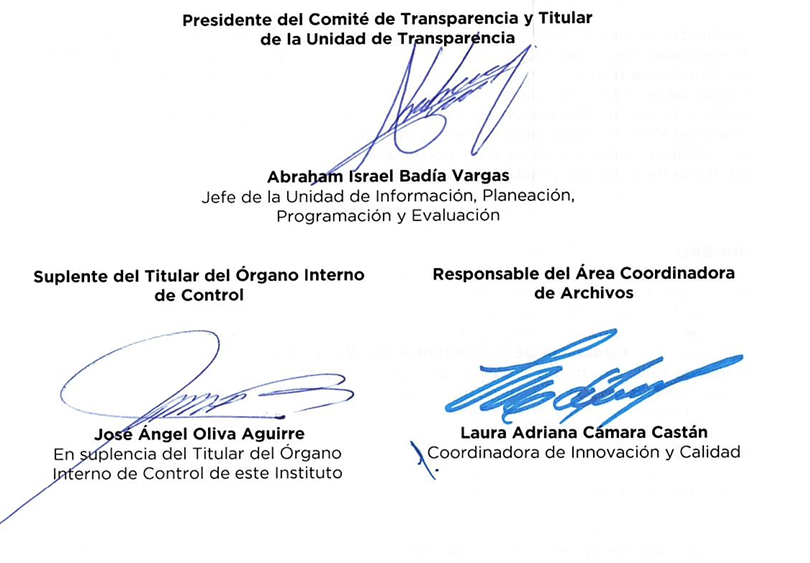 Presidente del Comité de Transparencia y Titular
de la Unidad de Transparencia
Abraham Israel Badía Vargas
Jefe de la Unidad de Información, Planeación,
Programación y Evaluación
Suplente del Titular del Órgano Interno
de Control
José Ángel Oliva Aguirre
En suplencia del Titular del Órgano
Interno de Control de este Instituto
Responsable del Área Coordinadora
de Archivos
Laura Adriana Cámara Castán
Coordinadora de Innovación y Calidad